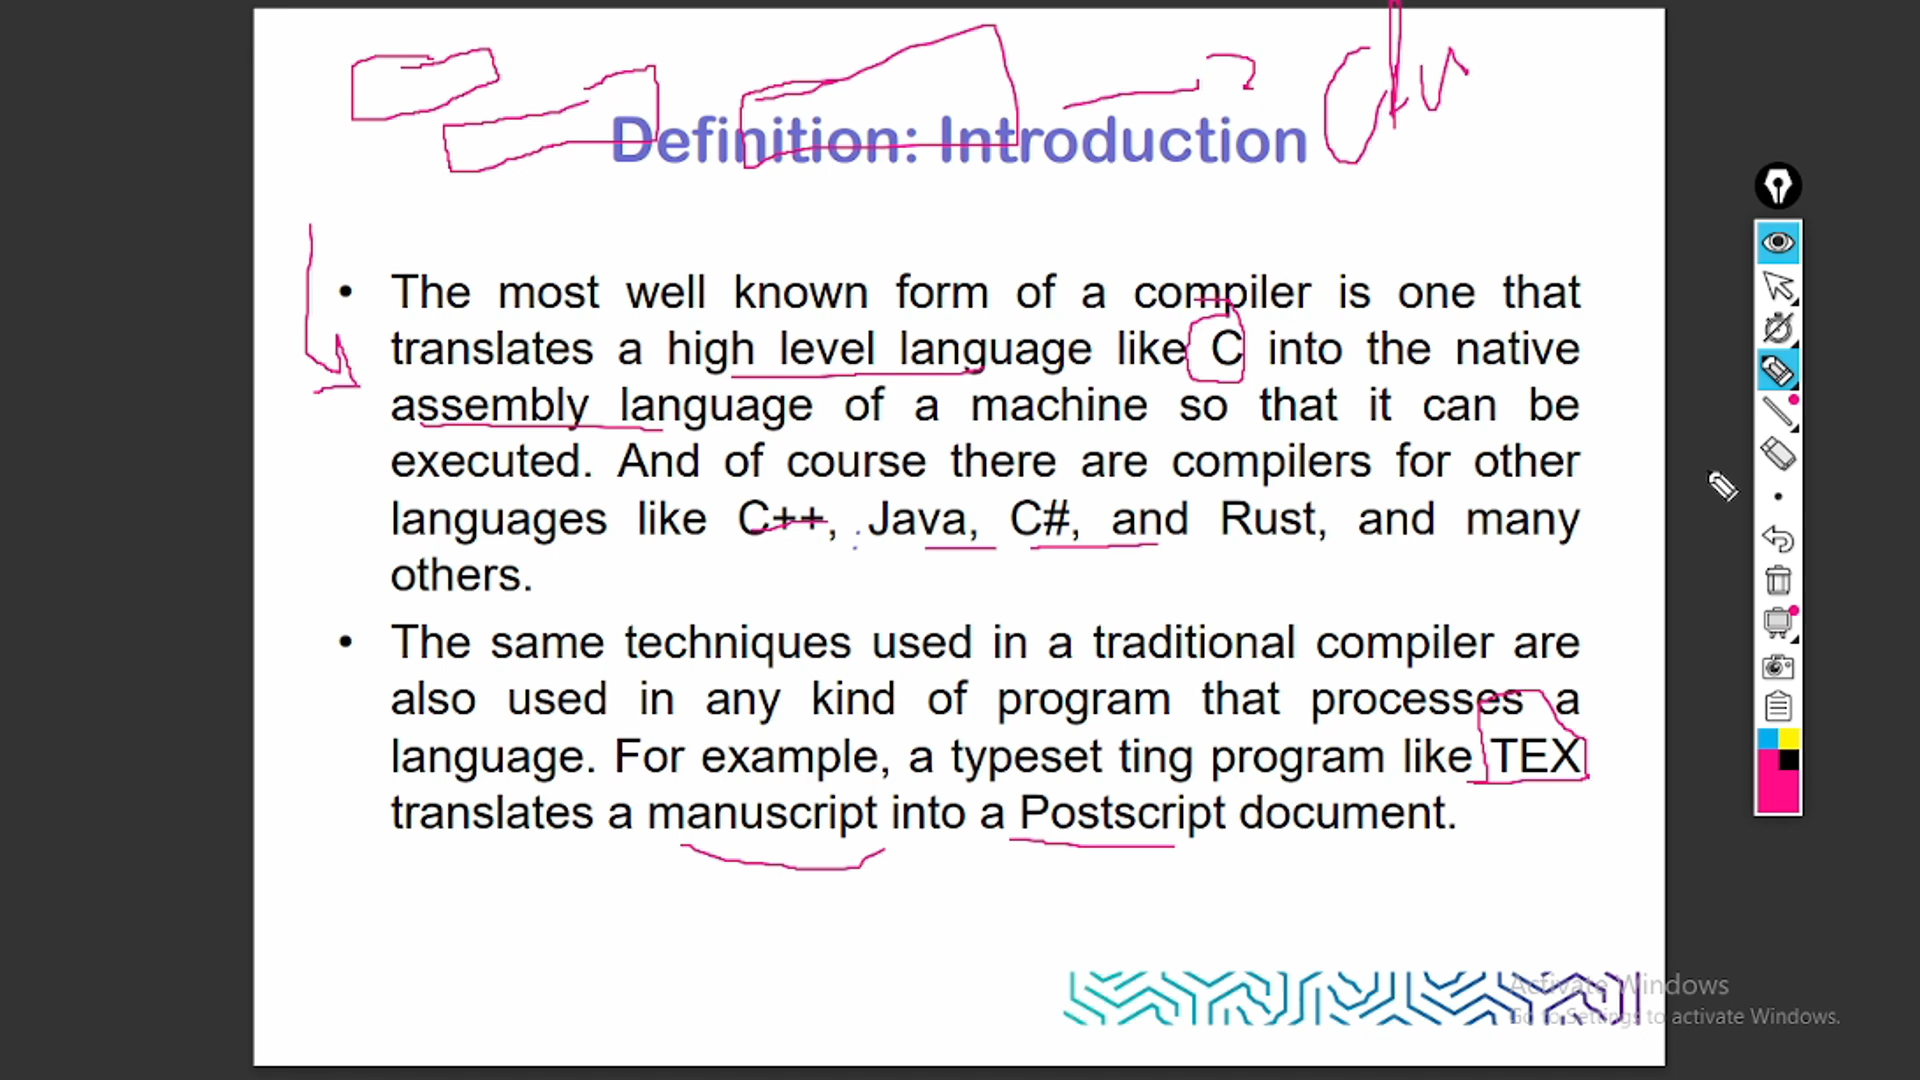 Definition: Introduction
• The most well known form of a compiler is one that
translates a high level language like C into the native
assembly language of a machine so that it can be
executed. And of course there are compilers for other
languages like C++, Java, C#, and Rust, and many
others.
• The same techniques used in a traditional compiler are
also used in any kind of program that processes a
language. For example, a typeset ting program like TEX
translates a manuscript into a Postscript document.
Activate Windows
Go to Settings to activate Windows.